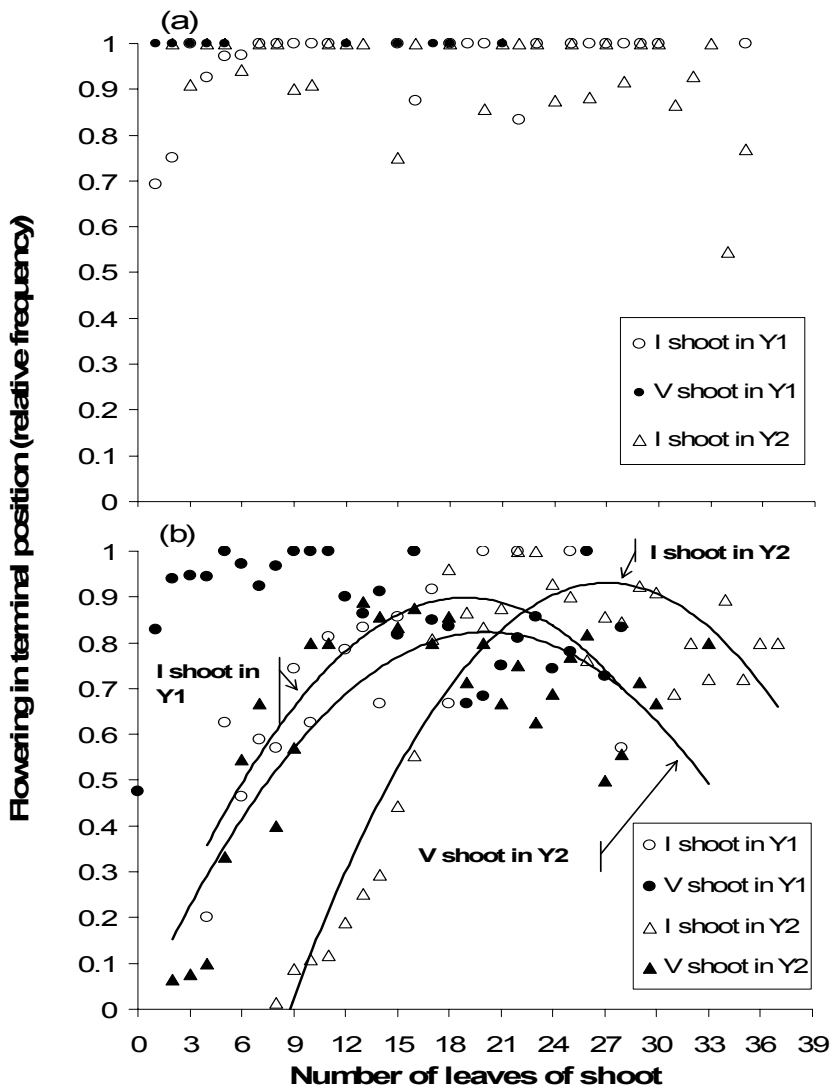 (a)
1
0.9
0.8
0.7
0.6
0.5
0.4
0.3
0.2
0.1
0
I shoot in Y1
V shoot in Y1
I shoot in Y2
Flowering in terminal position (relative frequency)
(b)
1
0.9
0.8
0.7
0.6
0.5
0.4
0.3
0.2
0.1
0
I shoot in Y2
I shoot in
Y1
V shoot in Y2
I shoot in Y1
V shoot in Y1
I shoot in Y2
V shoot in Y2
0 3 6 9 12 15 18 21 24 27 30 33 36 39
Number of leaves of shoot